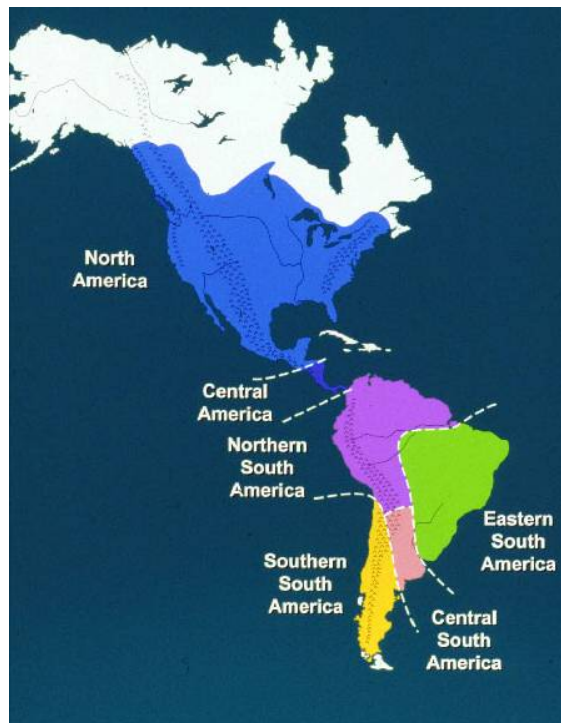 North
America
Central
America
Northern
South
America
Eastern
South
America
Southern
South
America
Central
South
America